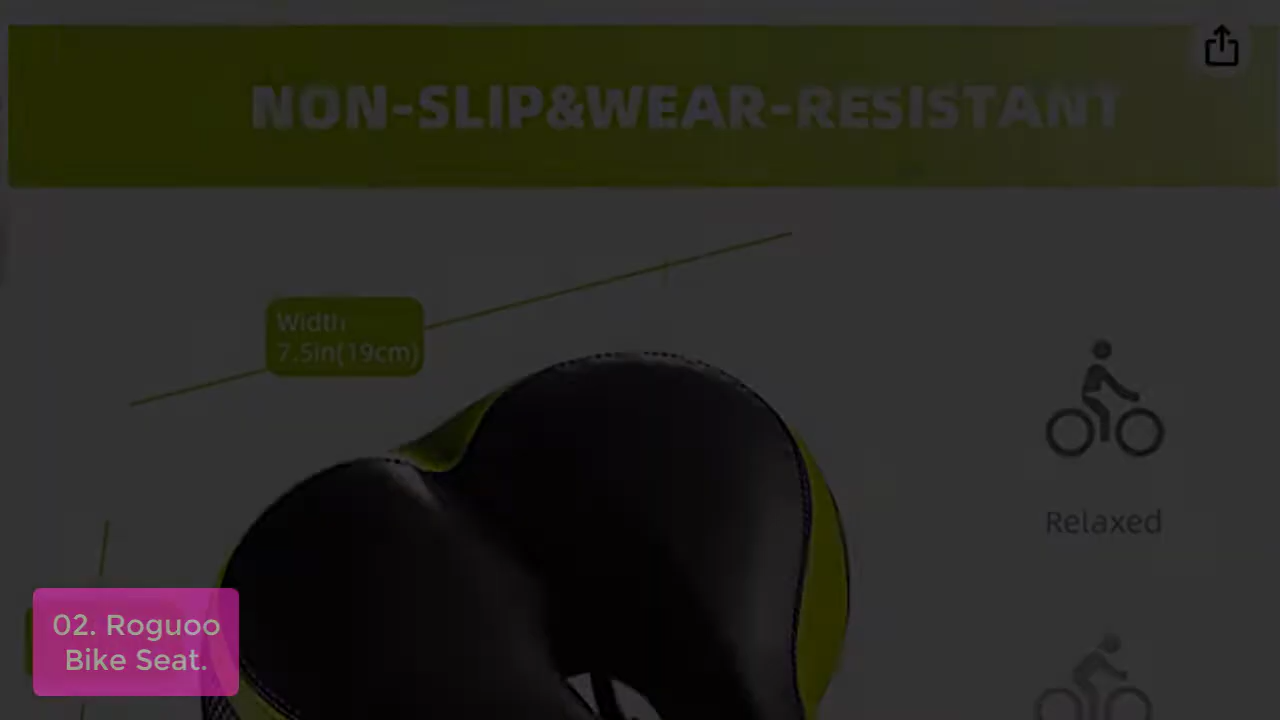 NON-SLIP&WEAR-RESISTANT
Width
7.5in(19cm)
Relaxed
02. Roguoo
Bike Seat.